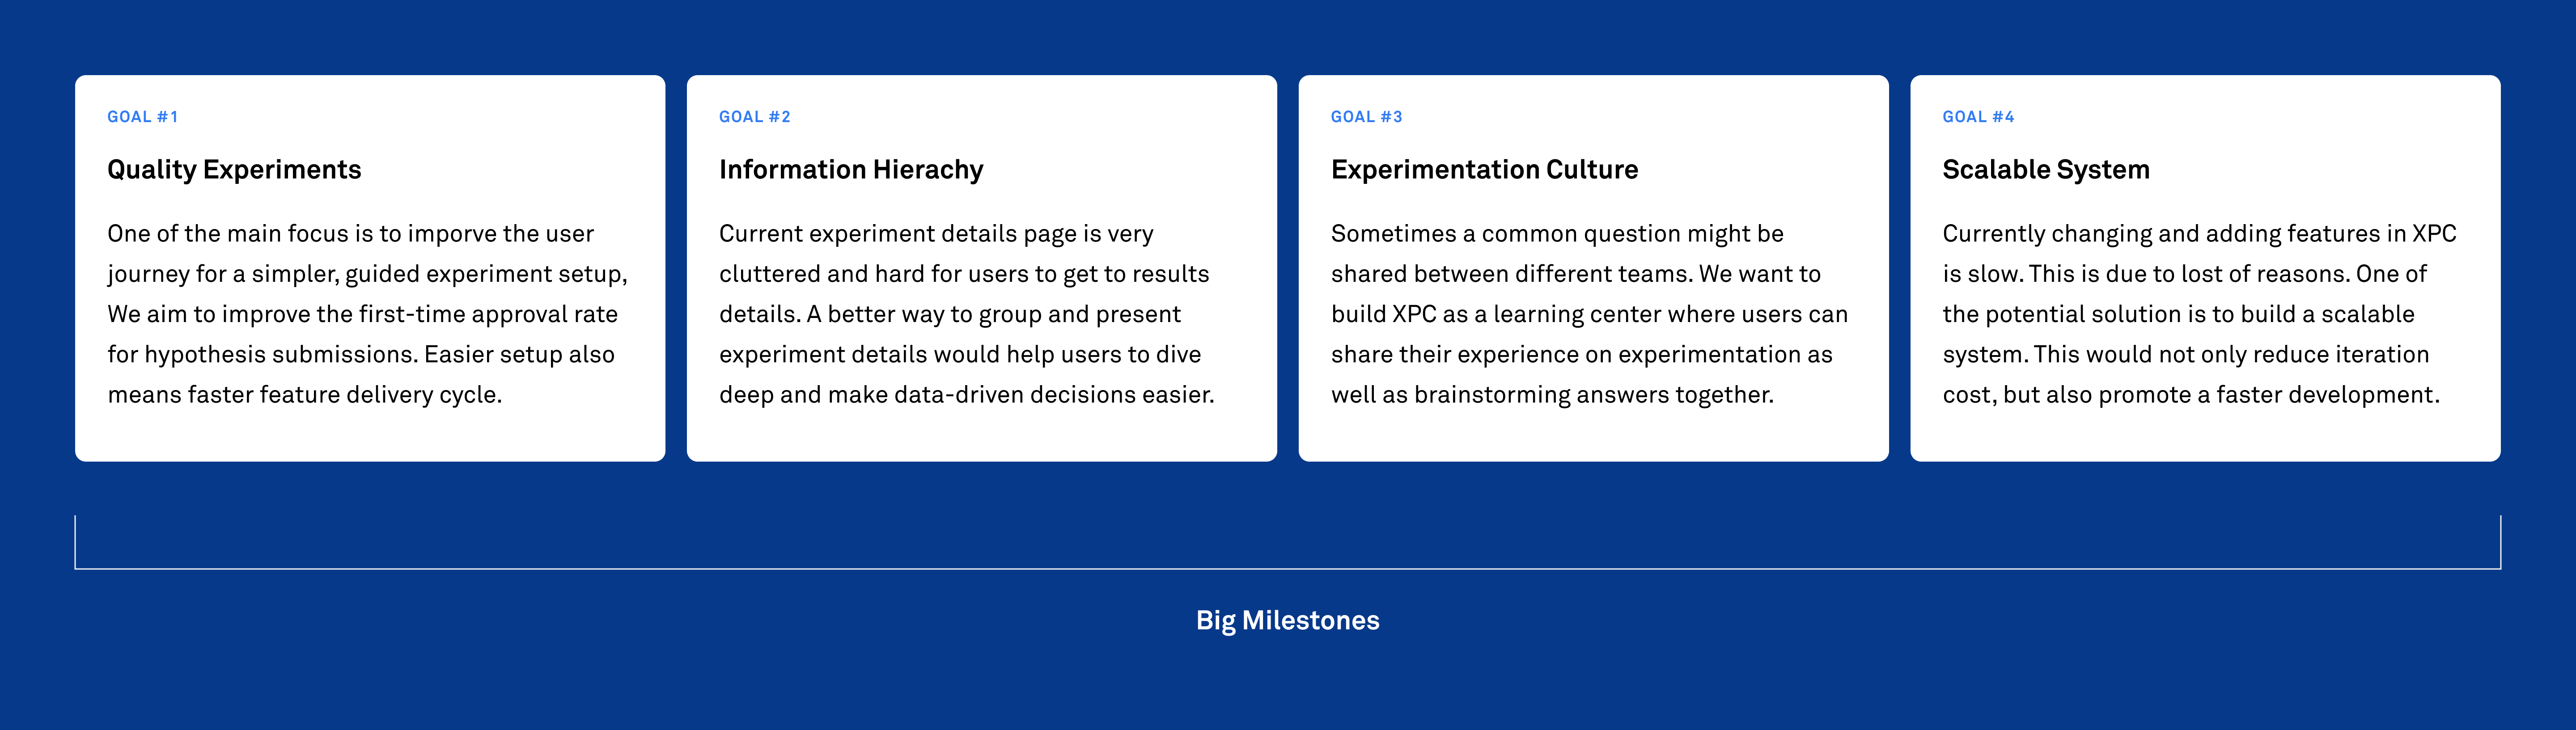 GOAL #1
Quality Experiments
One of the main focus is to imporve the user
journey for a simpler, guided experiment setup,
We aim to improve the first-time approval rate
for hypothesis submissions. Easier setup also
means faster feature delivery cycle.
GOAL #2
Information Hierachy
Current experiment details page is very
cluttered and hard for users to get to results
details. A better way to group and present
experiment details would help users to dive
deep and make data-driven decisions easier.
GOAL #3
Experimentation Culture
Sometimes a common question might be
shared between different teams. We want to
build XPC as a learning center where users can
share their experience on experimentation as
well as brainstorming answers together.
GOAL #4
Scalable System
Currently changing and adding features in XPC
is slow. This is due to lost of reasons. One of
the potential solution is to build a scalable
system. This would not only reduce iteration
cost, but also promote a faster development.
Big Milestones